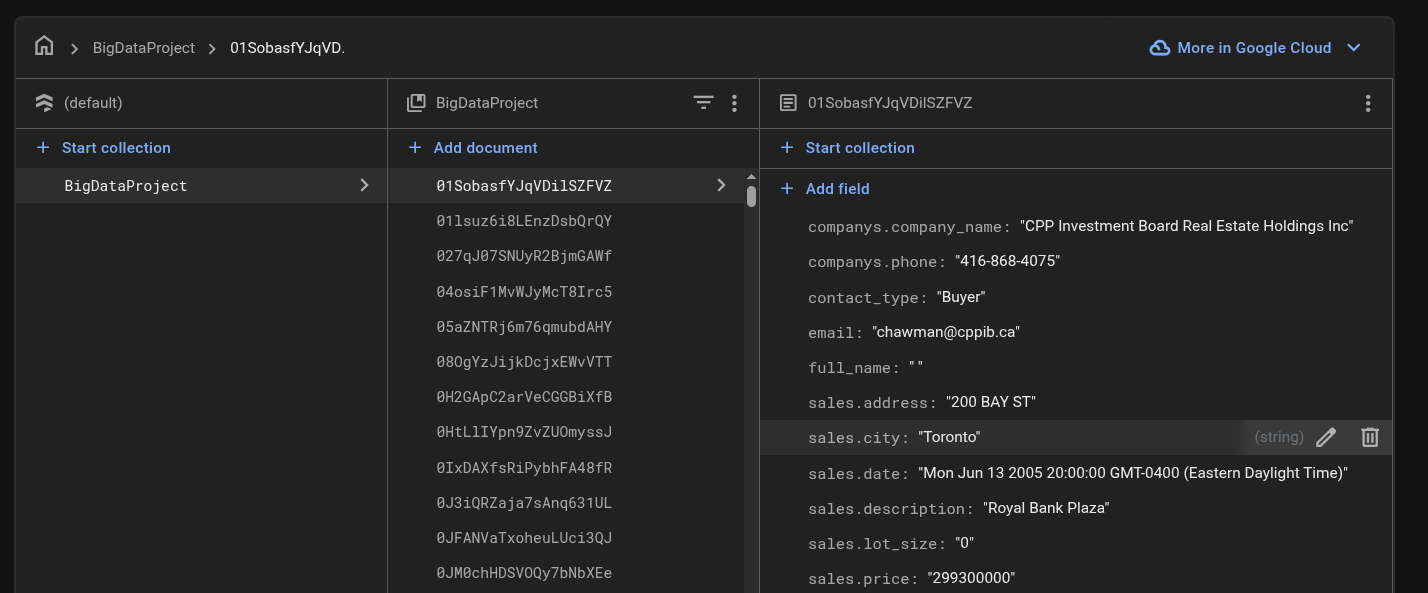 BigDataProject > 01SobasfYJqVD.
More in Google Cloud
(default)
BigDataProject
01SobasfYJqVDilSZFVZ
+ Start collection
+ Add document
+ Start collection
BigDataProject
01SobasfYJqVDilSZFVZ
01lsuz6i8LEnzDsbQrQY
027qJ07SNUyR2BjmGAWf
04osiF1MvWJyMcT8Irc5
05aZNTRj6m76qmubdAHY
08OgYzJijkDcjxEWvVTT
0H2GApC2arVeCGGBiXfB
0HtLlIYpn9ZvZUOmyssJ
0IxDAXfsRiPybhFA48fR
0J3iQRZaja7sAnq631UL
0JFANVaTxoheuLUci3QJ
0JM0chHDSVOQy7bNbXEe
+ Add field
companys.company_name: "CPP Investment Board Real Estate Holdings Inc"
companys.phone: "416-868-4075"
contact_type: "Buyer"
email: "chawman@cppib.ca"
full_name: " "
sales.address: "200 BAY ST"
sales.city: "Toronto" (string)
sales.date: "Mon Jun 13 2005 20:00:00 GMT-0400 (Eastern Daylight Time)"
sales.description: "Royal Bank Plaza"
sales.lot_size: "0"
sales.price: "299300000"